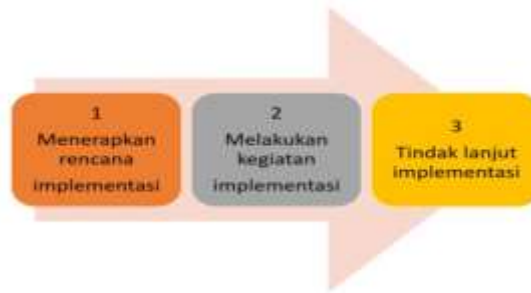 1
Menerapkan
rencana
implementasi
2
Melakukan
kegiatan
implementasi
3
Tindak lanjut
implementasi